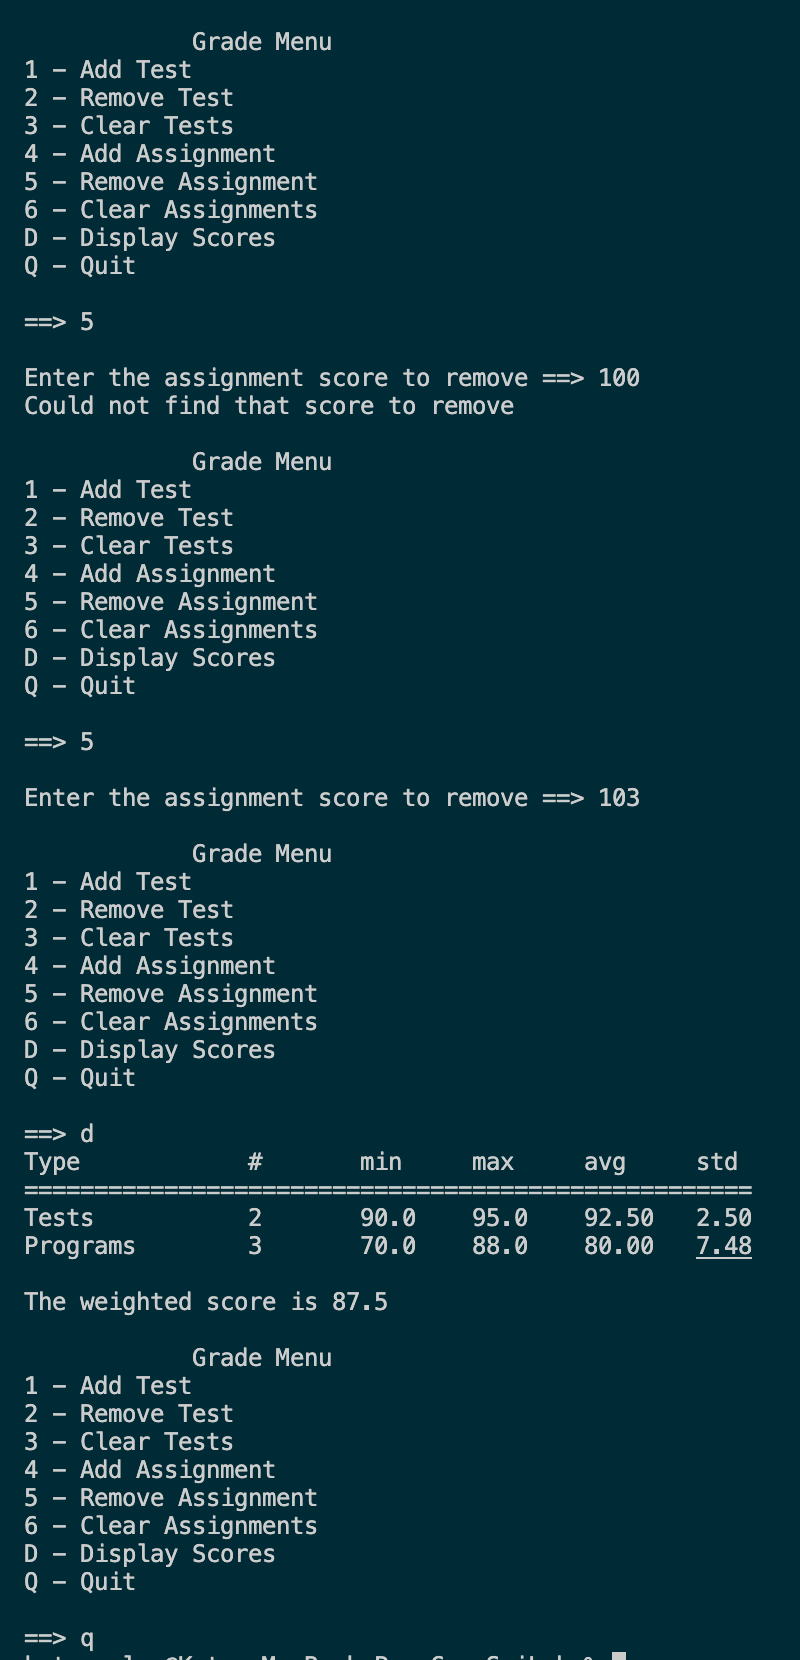 Grade Menu
1 – Add Test
2 – Remove Test
3 – Clear Tests
4 – Add Assignment
5 – Remove Assignment
6 – Clear Assignments
D – Display Scores
Q – Quit
==> 5
Enter the assignment score to remove ==> 100
Could not find that score to remove
Grade Menu
1 – Add Test
2 – Remove Test
3 – Clear Tests
4 – Add Assignment
5 – Remove Assignment
6 – Clear Assignments
D – Display Scores
Q – Quit
==> 5
Enter the assignment score to remove ==> 103
Grade Menu
1 – Add Test
2 – Remove Test
3 – Clear Tests
4 – Add Assignment
5 – Remove Assignment
6 – Clear Assignments
D – Display Scores
Q – Quit
==> d
Type # min max avg std
====================================================
Tests 2 90.0 95.0 92.50 2.50
Programs 3 70.0 88.0 80.00 7.48
The weighted score is 87.5
Grade Menu
1 – Add Test
2 – Remove Test
3 – Clear Tests
4 – Add Assignment
5 – Remove Assignment
6 – Clear Assignments
D – Display Scores
Q – Quit
==> q